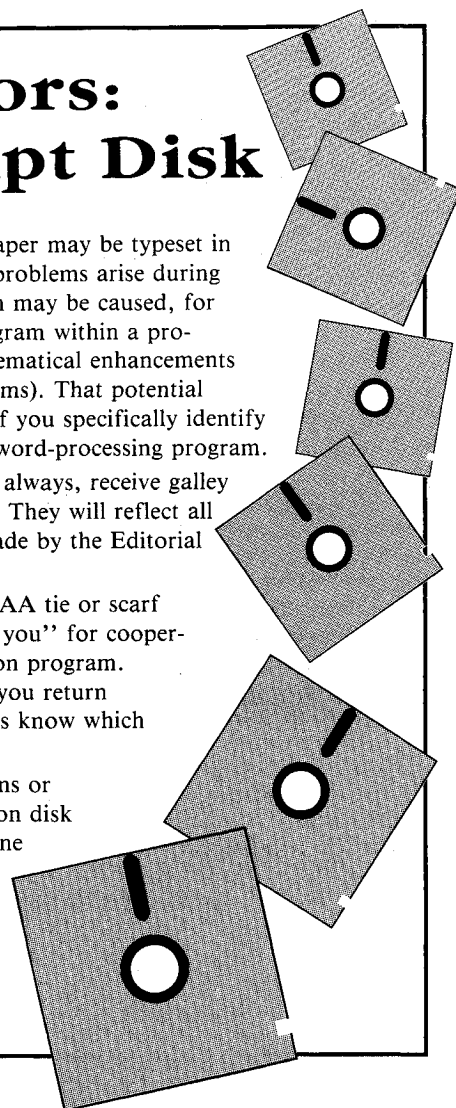 ors:
pt Disk
aper may be typeset in
problems arise during
n may be caused, for
gram within a pro-
ematical enhancements
ms). That potential
f you specifically identify
word-processing program.
always, receive galley
They will reflect all
ade by the Editorial
AA tie or scarf
you'' for cooper-
on program.
you return
s know which
ns or
on disk
ne